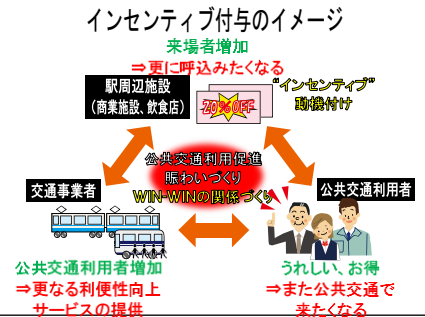 インセンティブ付与のイメージ
来場者増加
⇒更に呼込みたくなる
駅周辺施設
（商業施設、飲食店）
20%OFF
“インセンティブ”
動機付け
公共交通利用促進
賑わいづくり
WIN-WINの関係づくり
交通事業者
公共交通利用者
公共交通利用者増加
⇒更なる利便性向上
サービスの提供
うれしい、お得
⇒また公共交通で
来たくなる